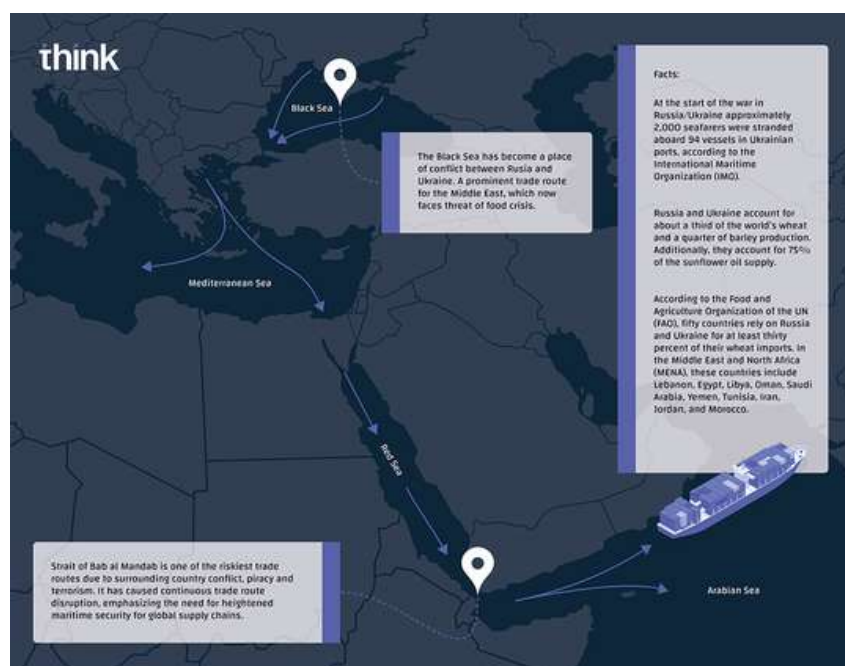 think
Black Sea
The Black Sea has become a place
of conflict between Rusia and
Ukraine. A prominent trade route
for the Middle East, which now
faces threat of food crisis.
Mediterranean Sea
Facts:
At the start of the war in
Russia/Ukraine approximately
2,000 seafarers were stranded
aboard 94 vessels in Ukrainian
ports, according to the
International Maritime
Organization (IMO).
Russia and Ukraine account for
about a third of the world's wheat
and a quarter of barley production.
Additionally, they account for 75%
of the sunflower oil supply.
According to the Food and
Agriculture Organization of the UN
(FAO), fifty countries rely on Russia
and Ukraine for at least thirty
percent of their wheat imports. In
the Middle East and North Africa
(MENA), these countries include
Lebanon, Egypt, Libya, Oman, Saudi
Arabia, Yemen, Tunisia, Iran,
Jordan, and Morocco.
Red Sea
Strait of Bab al Mandab is one of the riskiest trade
routes due to surrounding country conflict, piracy and
terrorism. It has caused continuous trade route
disruption, emphasizing the need for heightened
maritime security for global supply chains.
Arabian Sea